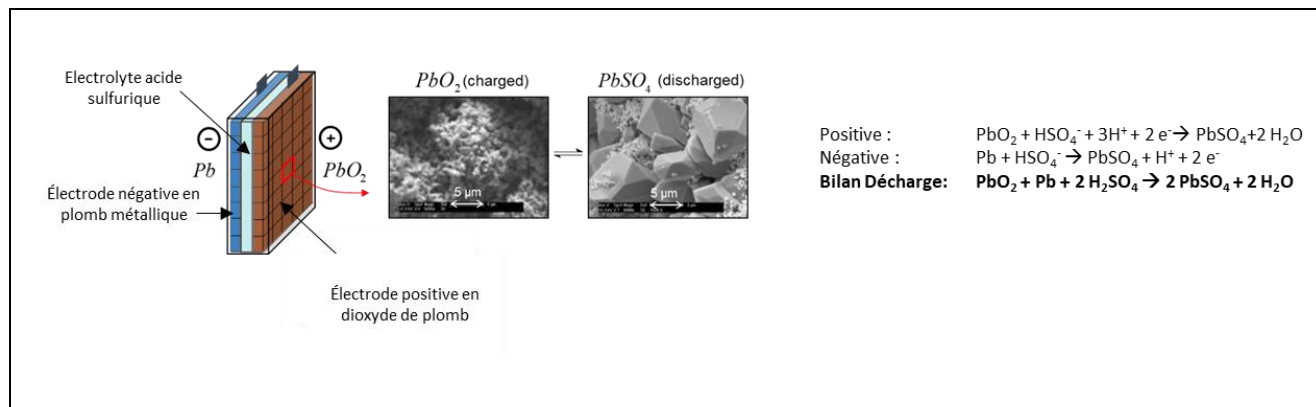 Electrolyte acide
sulfurique
Pb
Électrode négative en
plomb métallique
PbO₂
Électrode positive en
dioxyde de plomb
PbO₂ (charged)
5 µm
PbSO₄ (discharged)
5 µm
Positive : PbO₂ + HSO₄⁻ + 3H⁺ + 2 e⁻→ PbSO₄+2 H₂O
Négative : Pb + HSO₄⁻→ PbSO₄ + H⁺ + 2 e⁻
Bilan Décharge: PbO₂ + Pb + 2 H₂SO₄ → 2 PbSO₄ + 2 H₂O